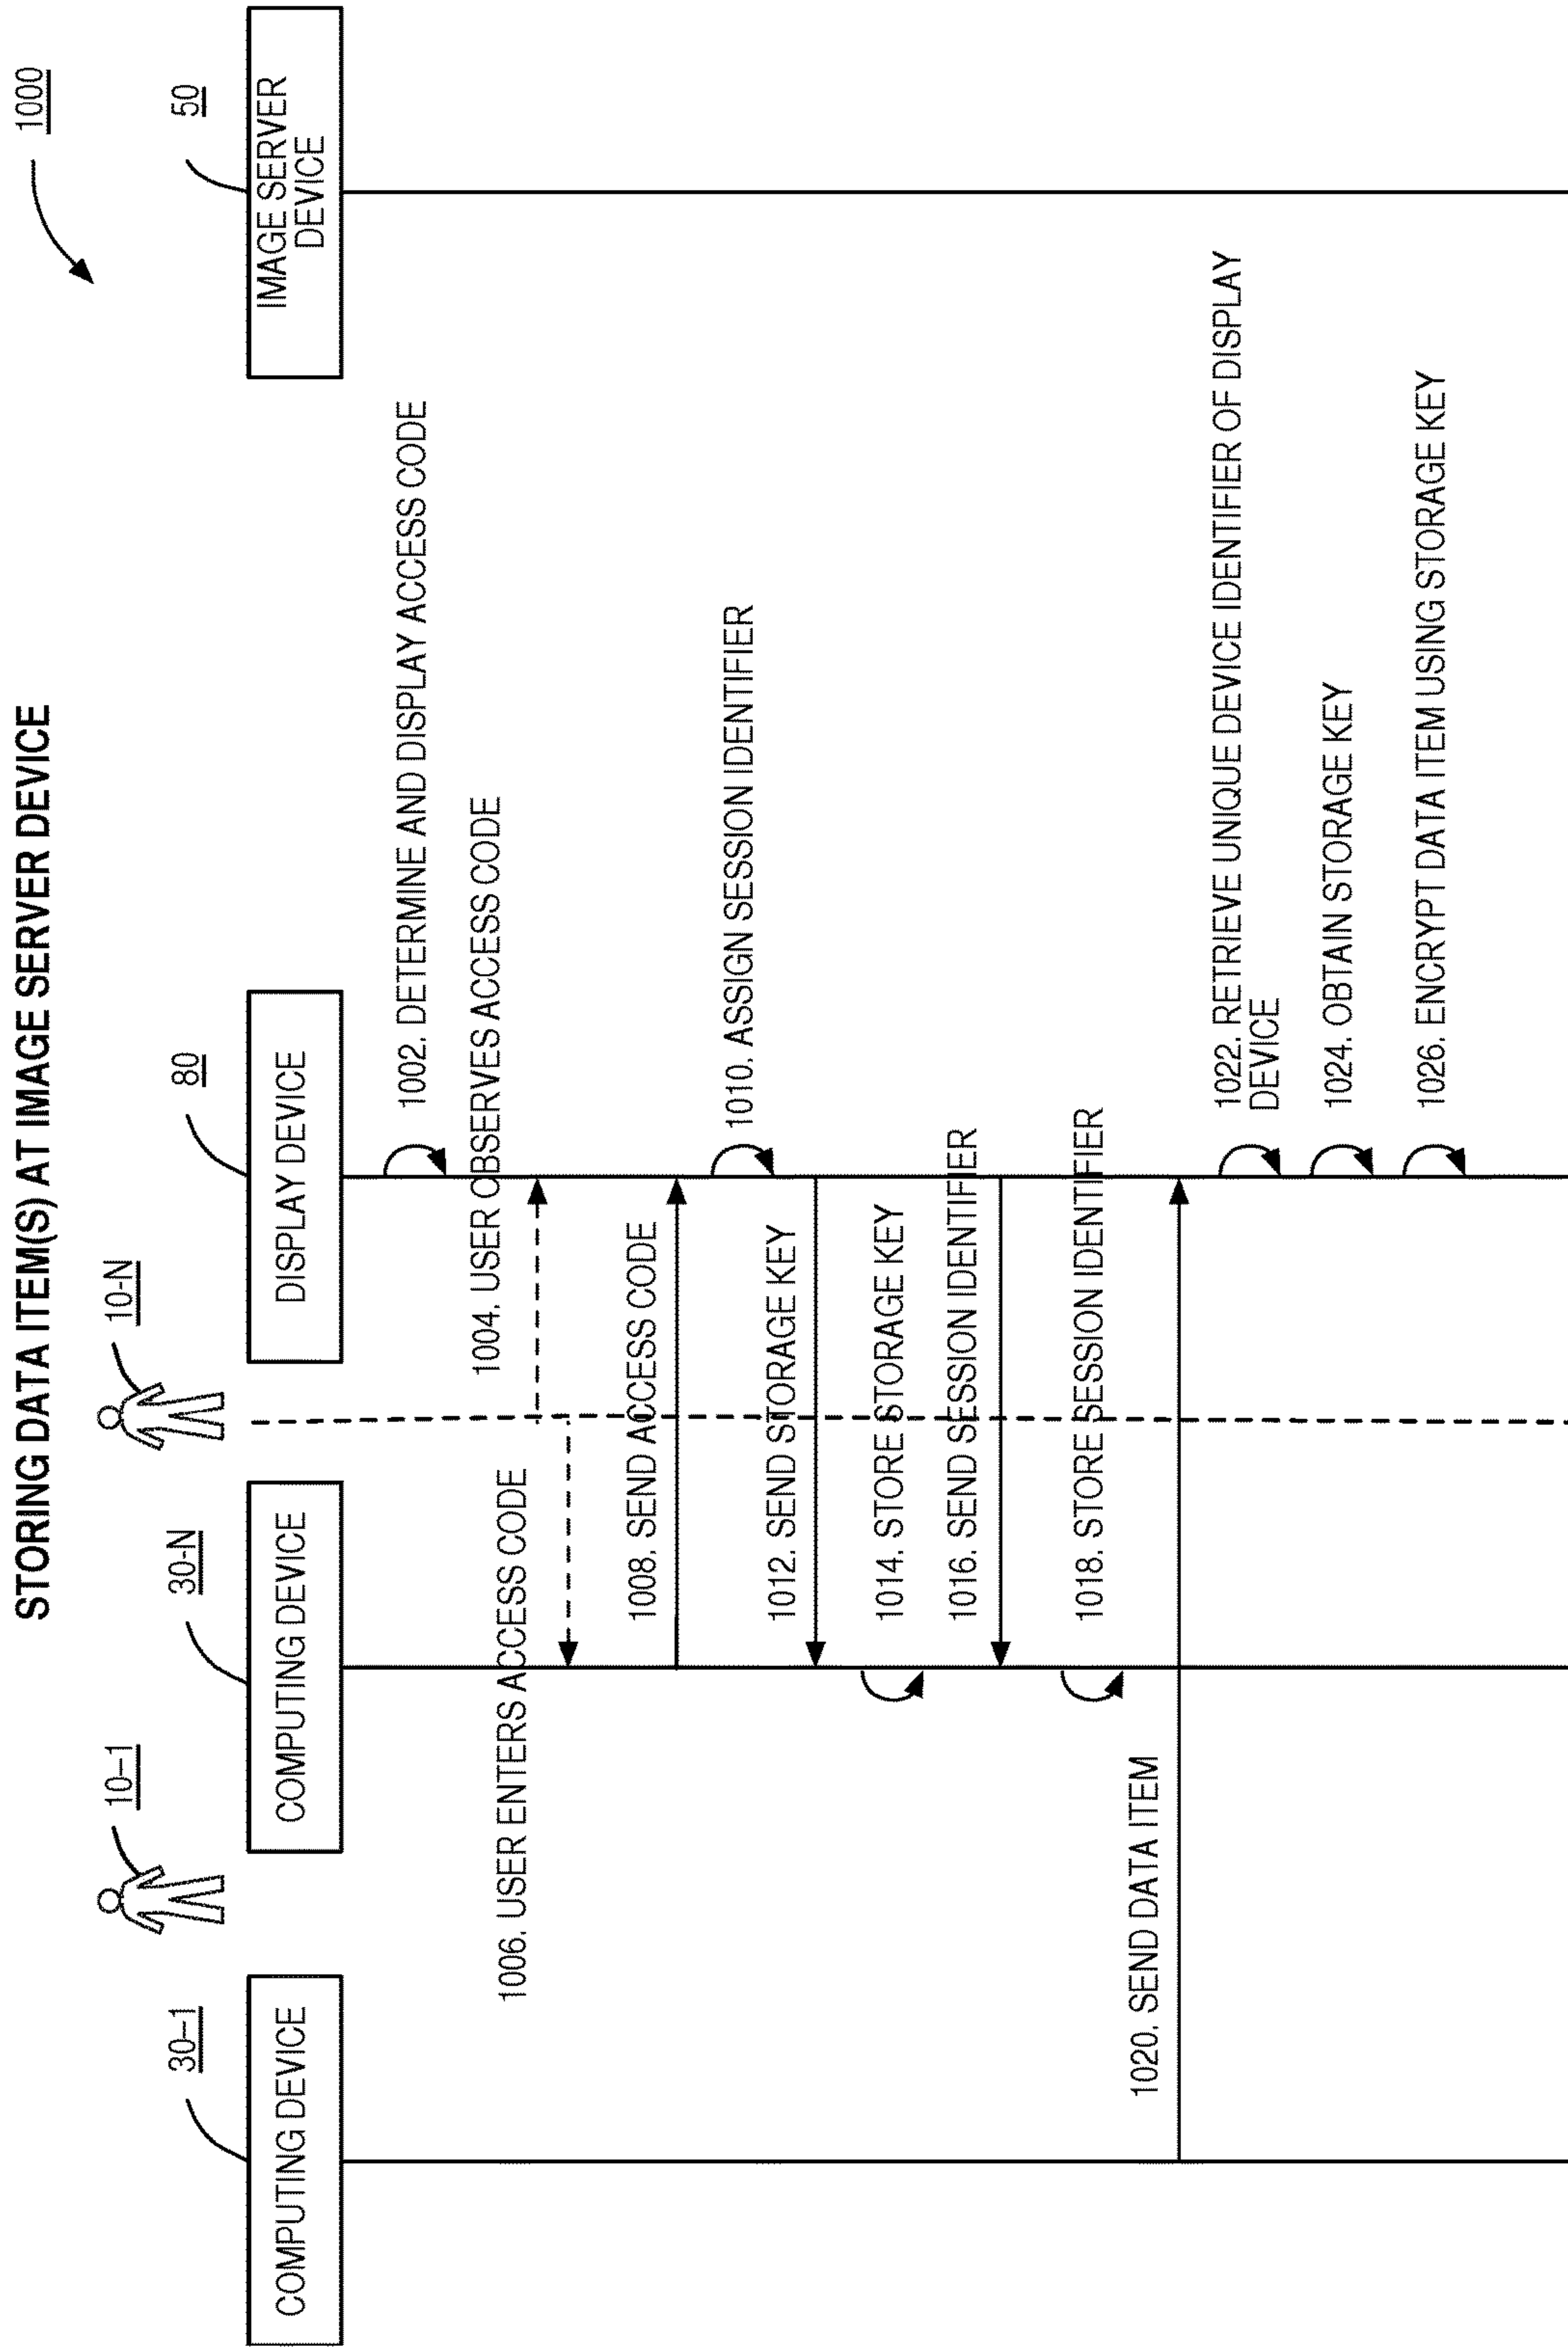 STORING DATA ITEM(S) AT IMAGE SERVER DEVICE
1000
10-1
10-N
30-1
30-N
80
50
COMPUTING DEVICE
COMPUTING DEVICE
DISPLAY DEVICE
IMAGE SERVER
DEVICE
1002. DETERMINE AND DISPLAY ACCESS CODE
1004. USER OBSERVES ACCESS CODE
1006. USER ENTERS ACCESS CODE
1008. SEND ACCESS CODE
1010. ASSIGN SESSION IDENTIFIER
1012. SEND STORAGE KEY
1014. STORE STORAGE KEY
1016. SEND SESSION IDENTIFIER
1018. STORE SESSION IDENTIFIER
1020. SEND DATA ITEM
1022. RETRIEVE UNIQUE DEVICE IDENTIFIER OF DISPLAY
DEVICE
1024. OBTAIN STORAGE KEY
1026. ENCRYPT DATA ITEM USING STORAGE KEY